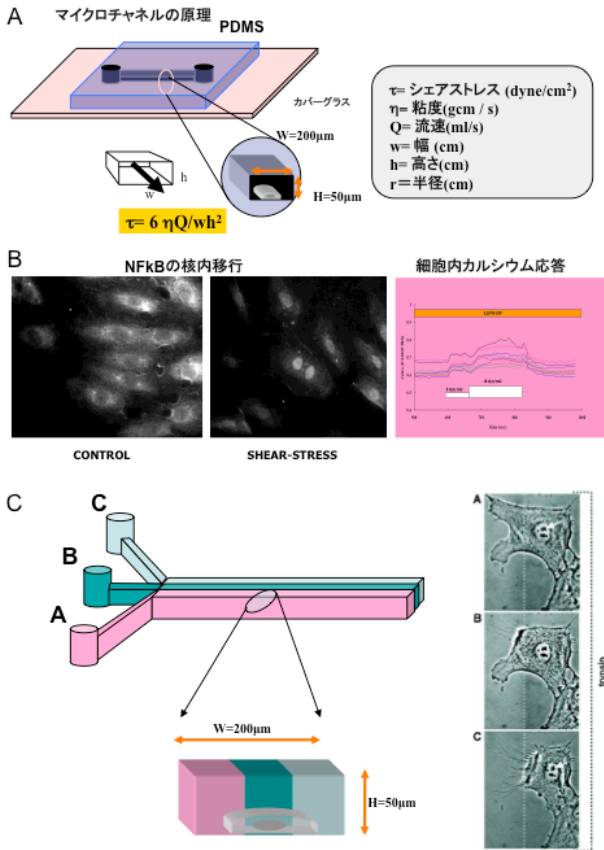 A
マイクロチャネルの原理
PDMS
カバーグラス
W=200μm
h
w
H=50μm
τ= 6 ηQ/wh²
τ= シェアストレス (dyne/cm²)
η= 粘度(gcm / s)
Q= 流速(ml/s)
w= 幅 (cm)
h= 高さ(cm)
r＝半径(cm)
B
NFkBの核内移行
細胞内カルシウム応答
CONTROL
SHEAR-STRESS
C
C
B
A
W=200μm
H=50μm
A
B
C
trypsin